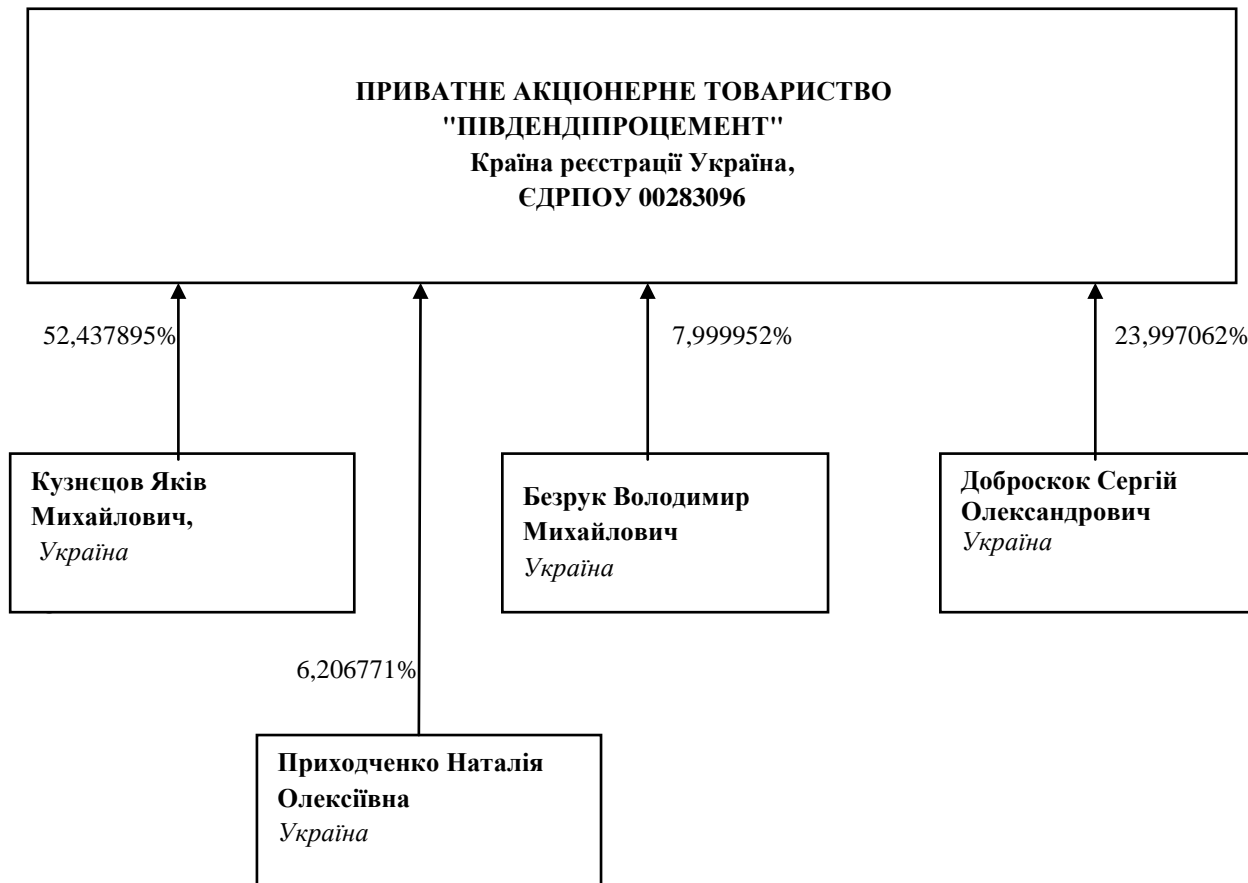 ПРИВАТНЕ АКЦІОНЕРНЕ ТОВАРИСТВО
"ПІВДЕНДІПРОЦЕМЕНТ"
Країна реєстрації Україна,
ЄДРПОУ 00283096
52,437895%
7,999952%
23,997062%
Кузнєцов Яків
Михайлович,
Україна
Безрук Володимир
Михайлович
Україна
Доброскок Сергій
Олександрович
Україна
6,206771%
Приходченко Наталія
Олексіївна
Україна